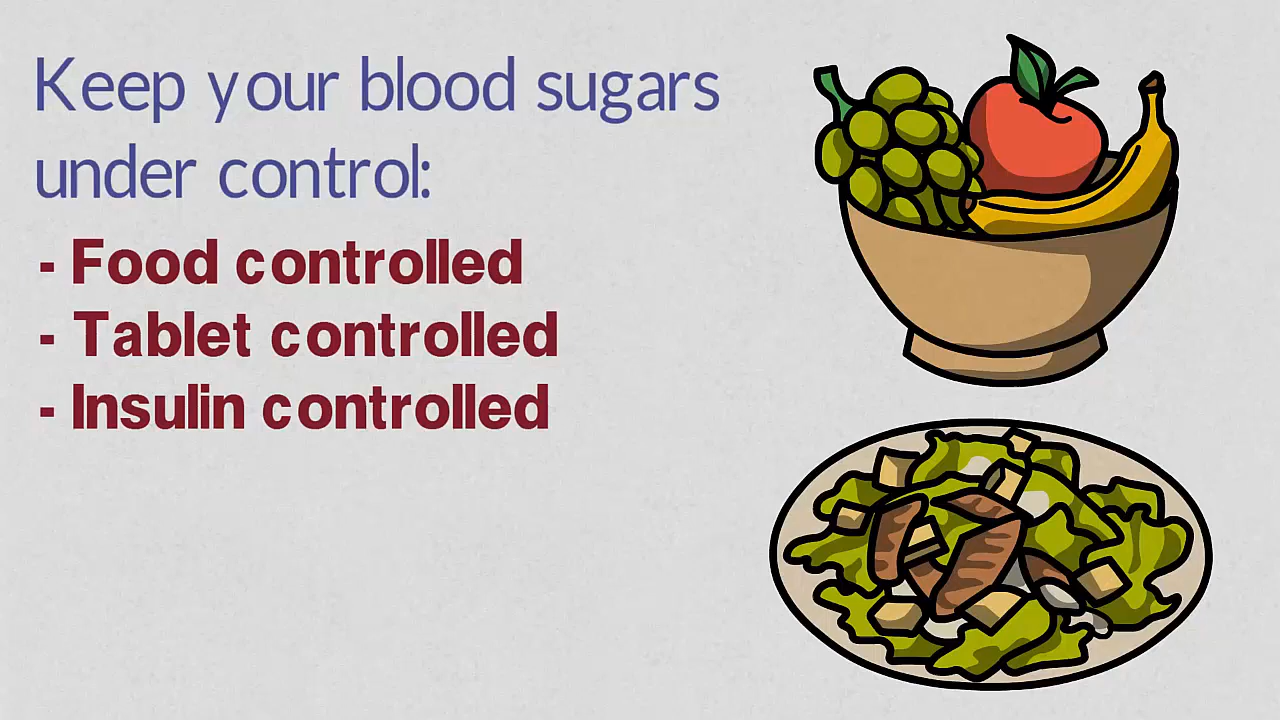 Keep your blood sugars
under control:
- Food controlled
- Tablet controlled
- Insulin controlled